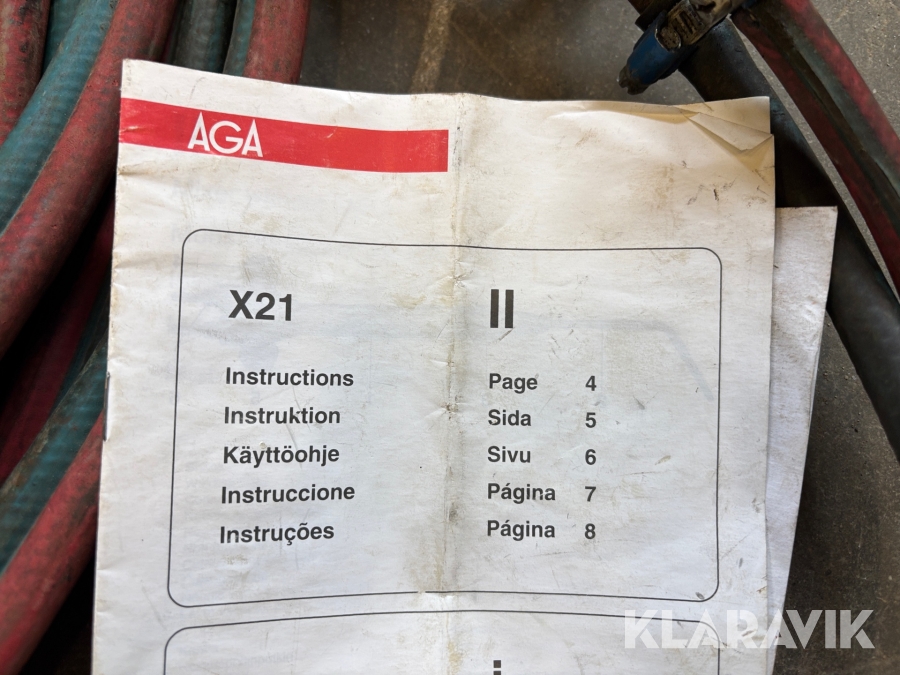 AGA
X21 II
Instructions Page 4
Instruktion Sida 5
Käyttöohje Sivu 6
Instruccione Página 7
Instruções Página 8
KLARAVIK